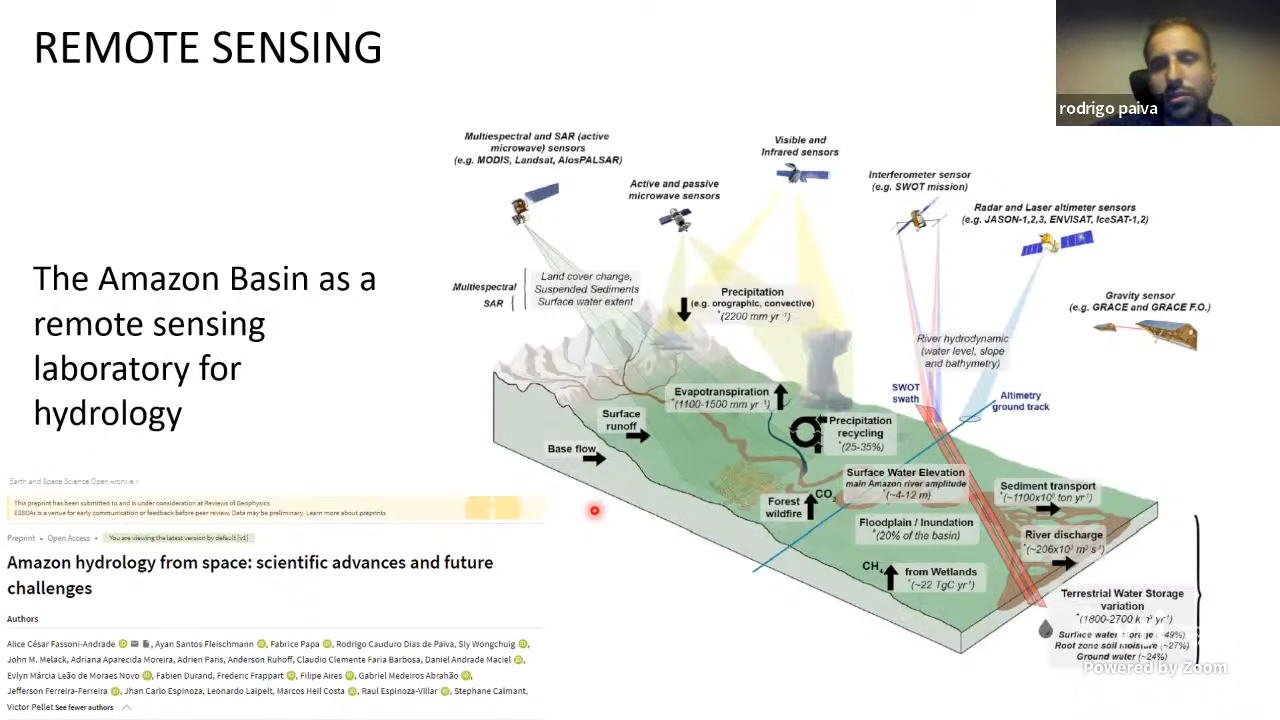 REMOTE SENSING
rodrigo paiva
The Amazon Basin as a
remote sensing
laboratory for
hydrology
Multispectral and SAR (active
microwave) sensors
(e.g. MODIS, Landsat, AlosPALSAR)
Active and passive
microwave sensors
Visible and
Infrared sensors
Interferometer sensor
(e.g. SWOT mission)
Radar and Laser altimeter sensors
(e.g. JASON-1,2,3, ENVISAT, IceSAT-1,2)
Gravity sensor
(e.g. GRACE and GRACE F.O.)
Multispectral
SAR
Land cover change,
Suspended Sediments
Surface water extent
Precipitation
(e.g. orographic, convective)
*(2200 mm yr⁻¹)
River hydrodynamic
(water level, slope
and bathymetry)
SWOT
swath
Altimetry
ground track
Evapotranspiration
*(1100-1500 mm yr⁻¹)
Surface
runoff
Base flow
Precipitation
recycling
*(25-35%)
Surface Water Elevation
main Amazon river amplitude
*(~4-12 m)
CO₂
Forest
wildfire
Sediment transport
*(~1100x10⁶ ton yr⁻¹)
Floodplain / Inundation
*(20% of the basin)
River discharge
*(~206x10³ m³ s⁻¹)
CH₄
from Wetlands
*(~22 TgC yr⁻¹)
Terrestrial Water Storage
variation
*(1800-2700 km³ yr⁻¹)
Surface water storage (~49%)
Root zone soil moisture (~27%)
Ground water (~24%)
Powered by Zoom
Earth and Space Science Open Archive >
This preprint has been submitted to and is under consideration at Reviews of Geophysics.
ESSOAr is a venue for early communication or feedback before peer review. Data may be preliminary. Learn more about preprints
Preprint • Open Access • You are viewing the latest version by default [v1]
Amazon hydrology from space: scientific advances and future
challenges
Authors
Alice César Fassoni-Andrade, Ayan Santos Fleischmann, Fabrice Papa, Rodrigo Cauduro Dias de Paiva, Sly Wongchuig,
John M. Melack, Adriana Aparecida Moreira, Adrien Paris, Anderson Ruhoff, Claudio Clemente Faria Barbosa, Daniel Andrade Maciel,
Evlyn Márcia Leão de Moraes Novo, Fabien Durand, Frederic Frappart, Filipe Aires, Gabriel Medeiros Abrahão,
Jefferson Ferreira-Ferreira, Jhan Carlo Espinoza, Leonardo Laipelt, Marcos Heil Costa, Raul Espinoza-Villar, Stephane Calmant,
Victor Pellet See fewer authors